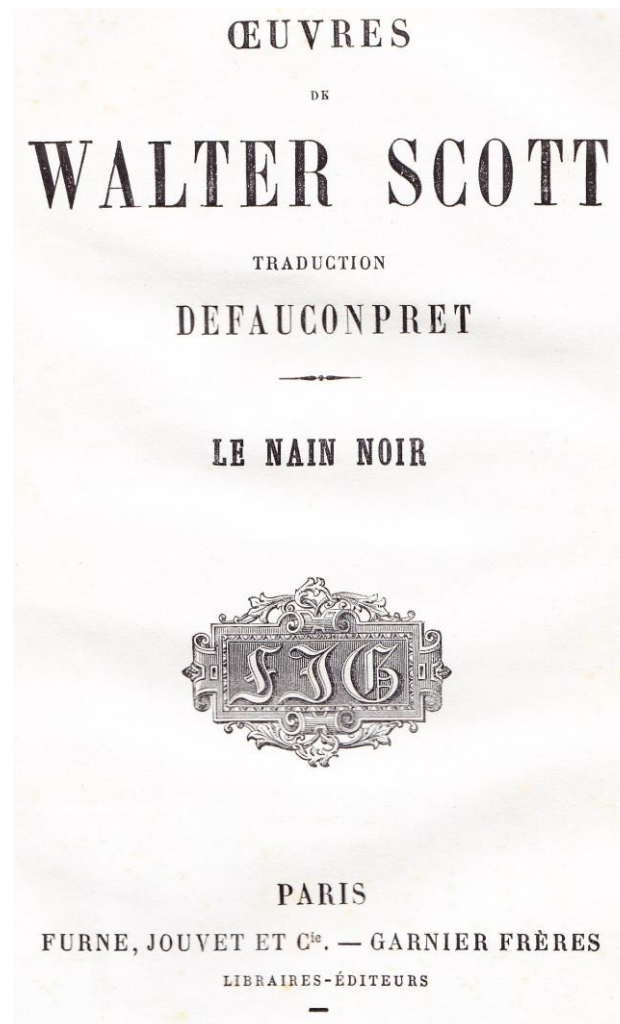 ŒUVRES
DE
WALTER SCOTT
TRADUCTION
DEFAUCONPRET
LE NAIN NOIR
FJG
PARIS
FURNE, JOUVET ET Cie. — GARNIER FRÈRES
LIBRAIRES-ÉDITEURS